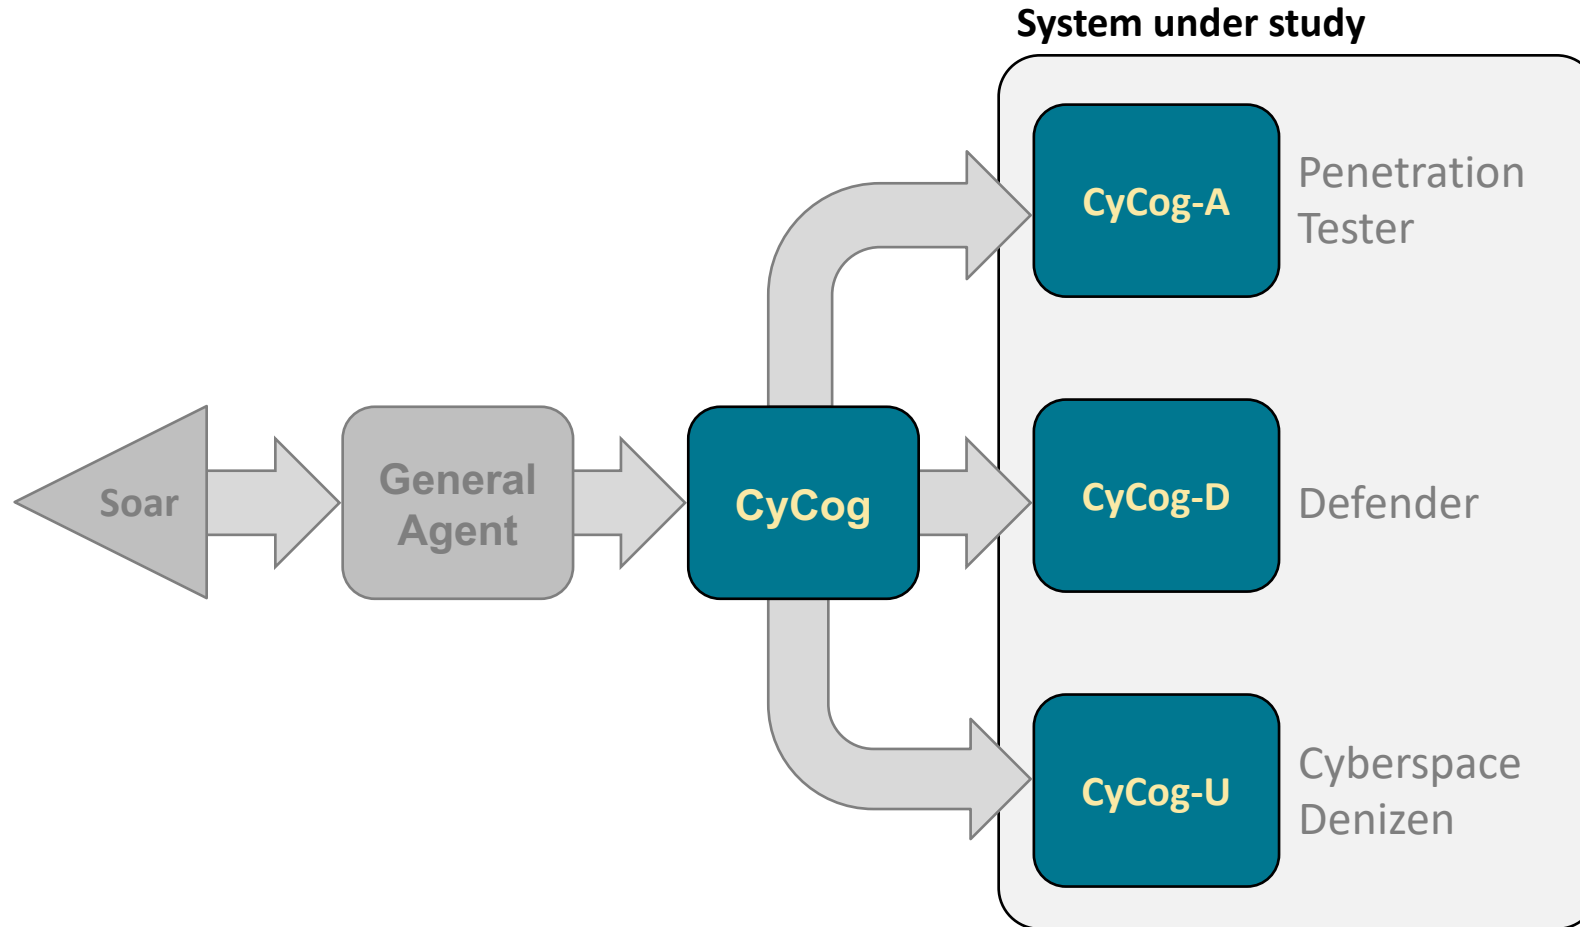 System under study
CyCog-A
Penetration
Tester
Soar
General
Agent
CyCog
CyCog-D
Defender
CyCog-U
Cyberspace
Denizen